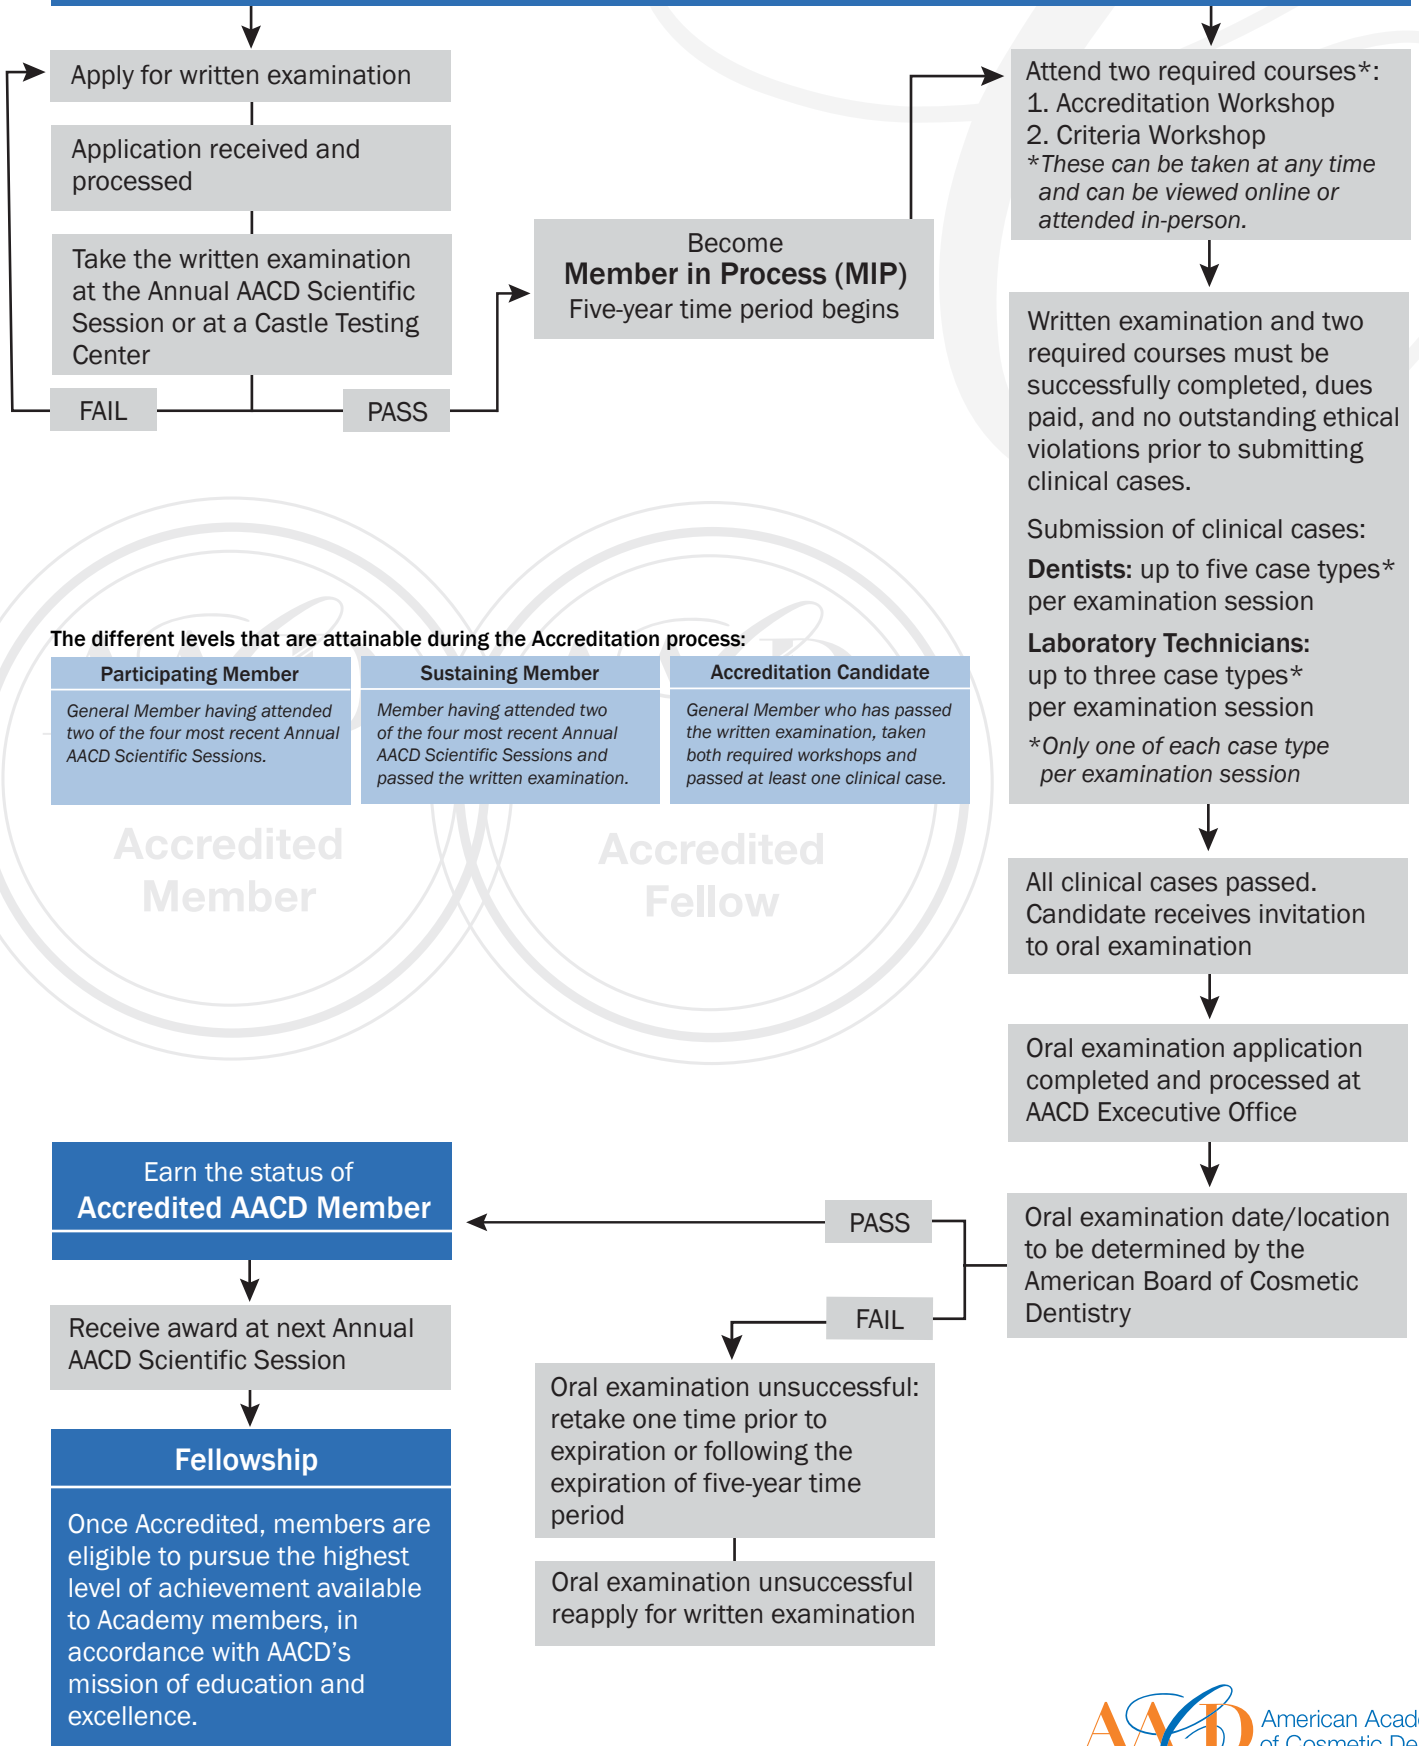 Apply for written examination
Application received and
processed
Take the written examination
at the Annual AACD Scientific
Session or at a Castle Testing
Center
FAIL
PASS
Become
Member in Process (MIP)
Five-year time period begins
Attend two required courses*:
1. Accreditation Workshop
2. Criteria Workshop
*These can be taken at any time
and can be viewed online or
attended in-person.
Written examination and two
required courses must be
successfully completed, dues
paid, and no outstanding ethical
violations prior to submitting
clinical cases.
Submission of clinical cases:
Dentists: up to five case types*
per examination session
Laboratory Technicians:
up to three case types*
per examination session
*Only one of each case type
per examination session
The different levels that are attainable during the Accreditation process:
Participating Member
General Member having attended
two of the four most recent Annual
AACD Scientific Sessions.
Sustaining Member
Member having attended two
of the four most recent Annual
AACD Scientific Sessions and
passed the written examination.
Accreditation Candidate
General Member who has passed
the written examination, taken
both required workshops and
passed at least one clinical case.
Accredited
Member
Accredited
Fellow
All clinical cases passed.
Candidate receives invitation
to oral examination
Oral examination application
completed and processed at
AACD Excecutive Office
Oral examination date/location
to be determined by the
American Board of Cosmetic
Dentistry
PASS
FAIL
Earn the status of
Accredited AACD Member
Receive award at next Annual
AACD Scientific Session
Fellowship
Once Accredited, members are
eligible to pursue the highest
level of achievement available
to Academy members, in
accordance with AACD's
mission of education and
excellence.
Oral examination unsuccessful:
retake one time prior to
expiration or following the
expiration of five-year time
period
Oral examination unsuccessful
reapply for written examination
AACD
American Acad
of Cosmetic De